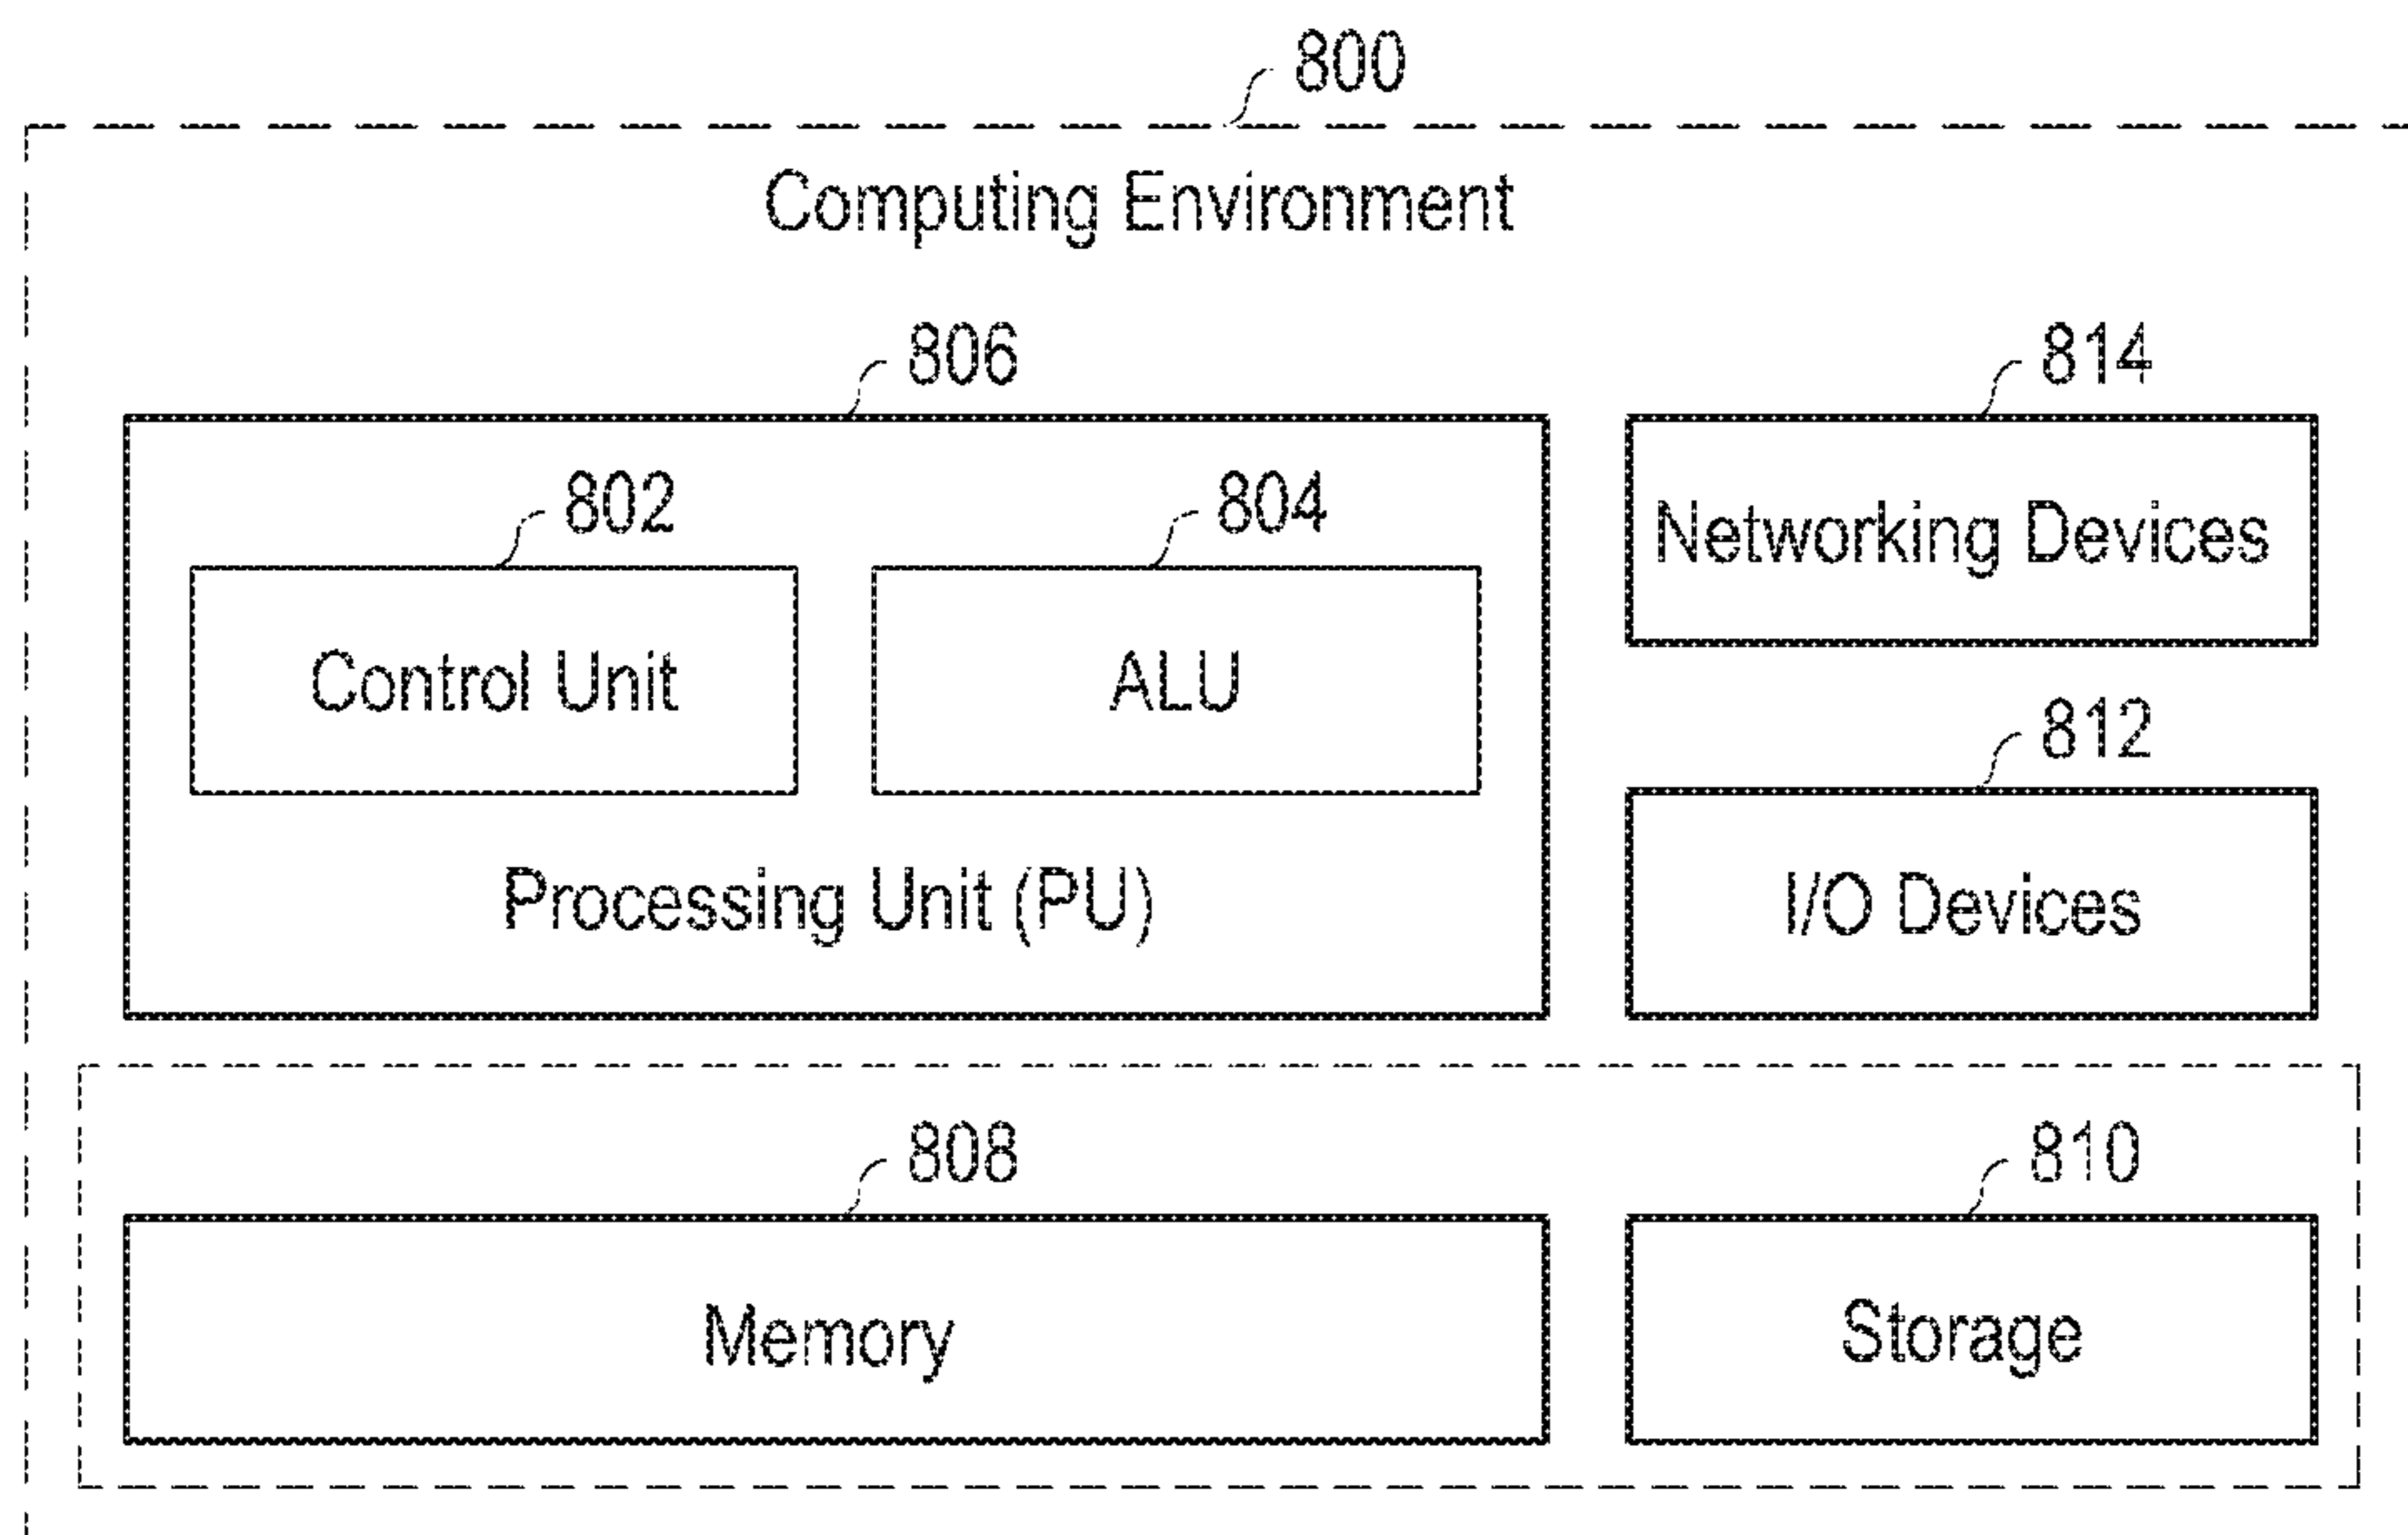 800
Computing Environment
806
814
802
804
Networking Devices
Control Unit
ALU
812
Processing Unit (PU)
I/O Devices
808
810
Memory
Storage